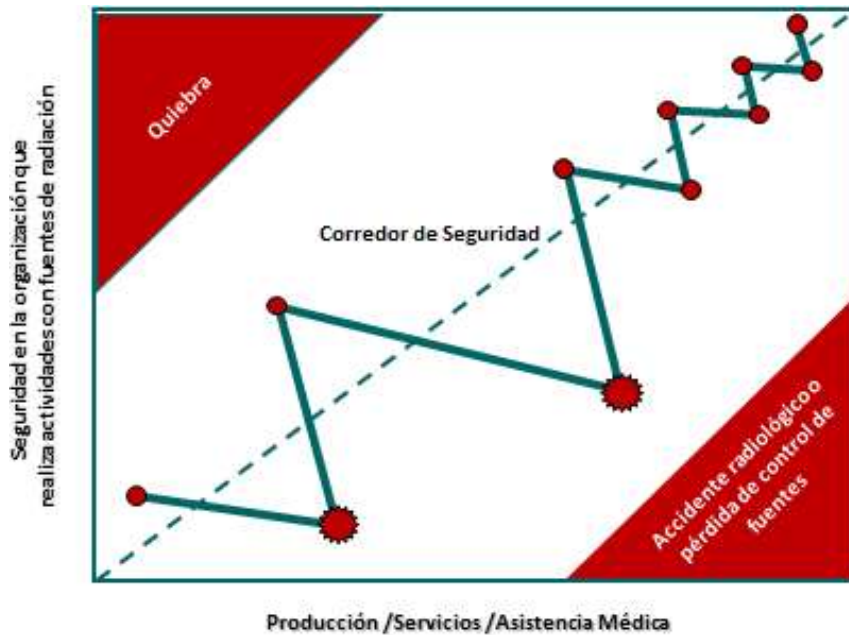 Seguridad en la organización que
realiza actividades con fuentes de radiación
Quiebra
Corredor de Seguridad
Accidente radiológico o
pérdida de control de
fuentes
Producción /Servicios /Asistencia Médica